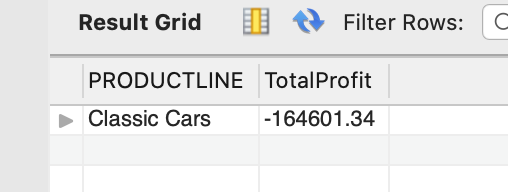 Result Grid Filter Rows:
PRODUCTLINE TotalProfit
Classic Cars -164601.34